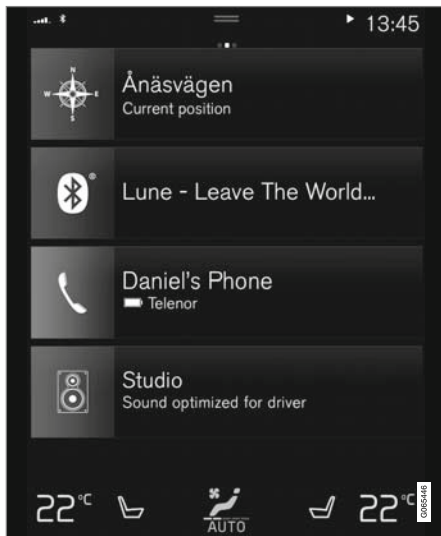 13:45
N
W E
S
Ånäsvägen
Current position
®
Lune - Leave The World...
Daniel's Phone
Telenor
Studio
Sound optimized for driver
22°C
AUTO
22°C
G065446